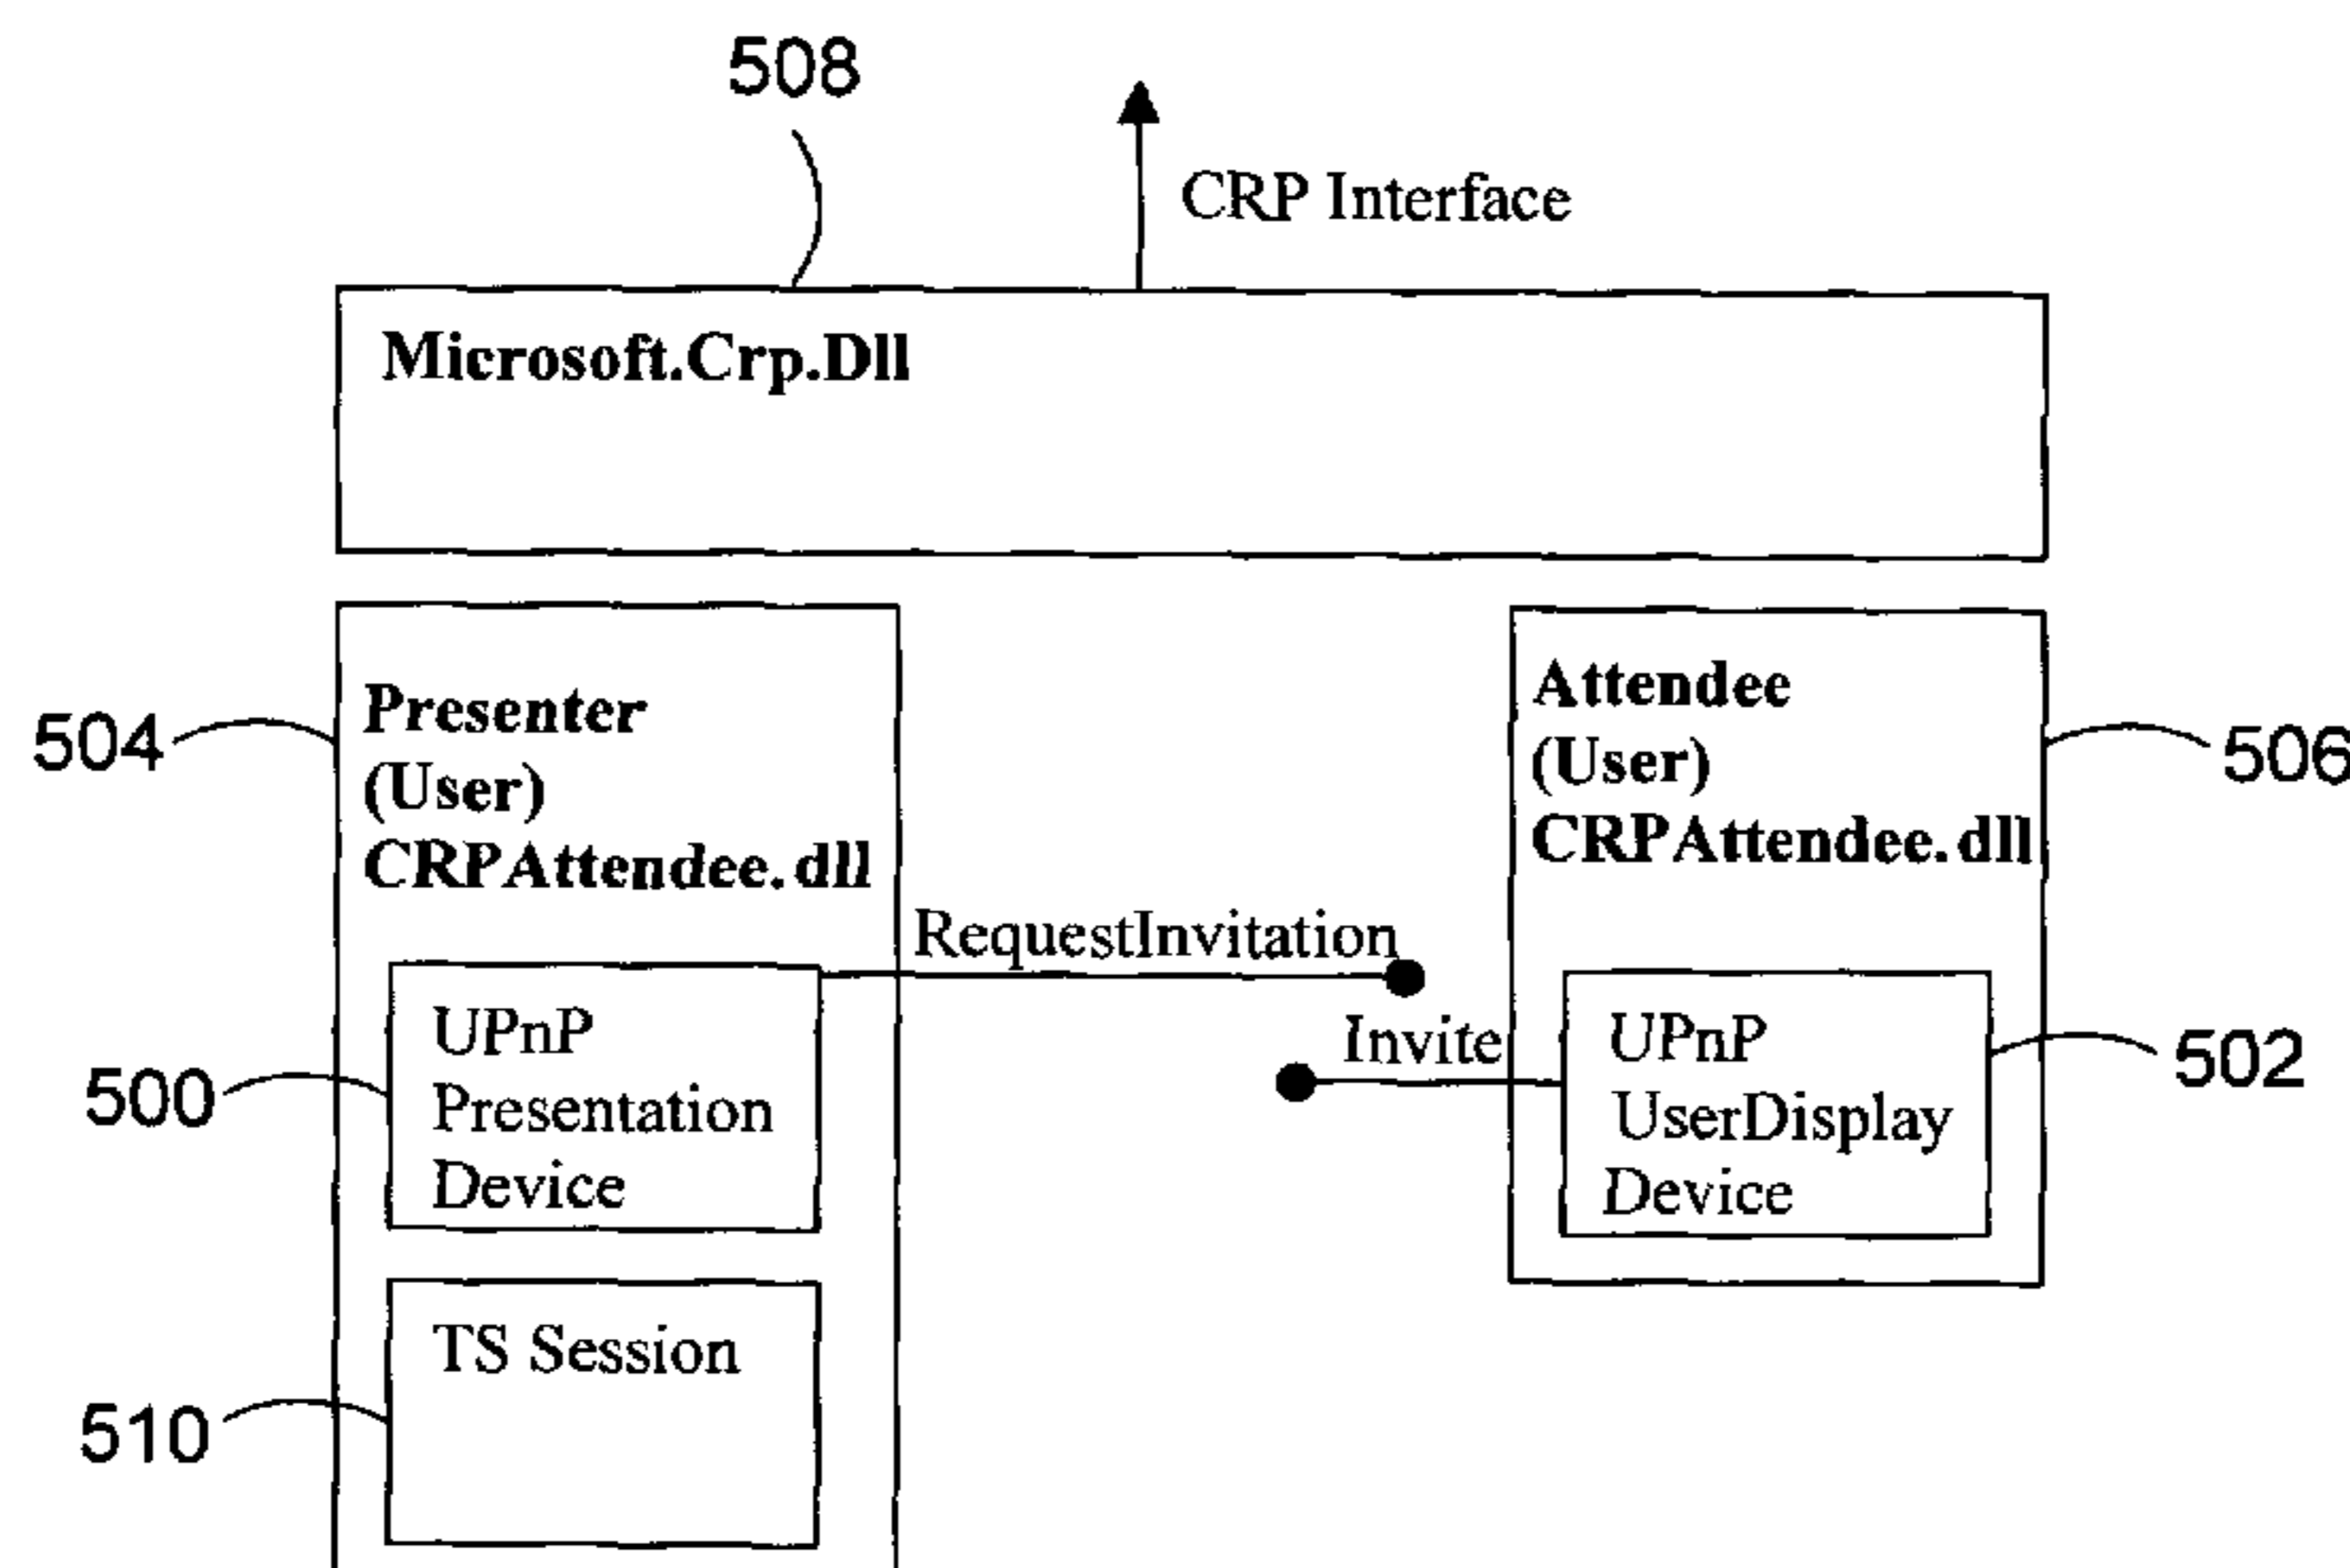 508
CRP Interface
Microsoft.Crp.Dll
504
Presenter
(User)
CRPAttendee.dll
Attendee
(User)
CRPAttendee.dll
506
RequestInvitation
Invite
500
UPnP
Presentation
Device
UPnP
UserDisplay
Device
502
TS Session
510